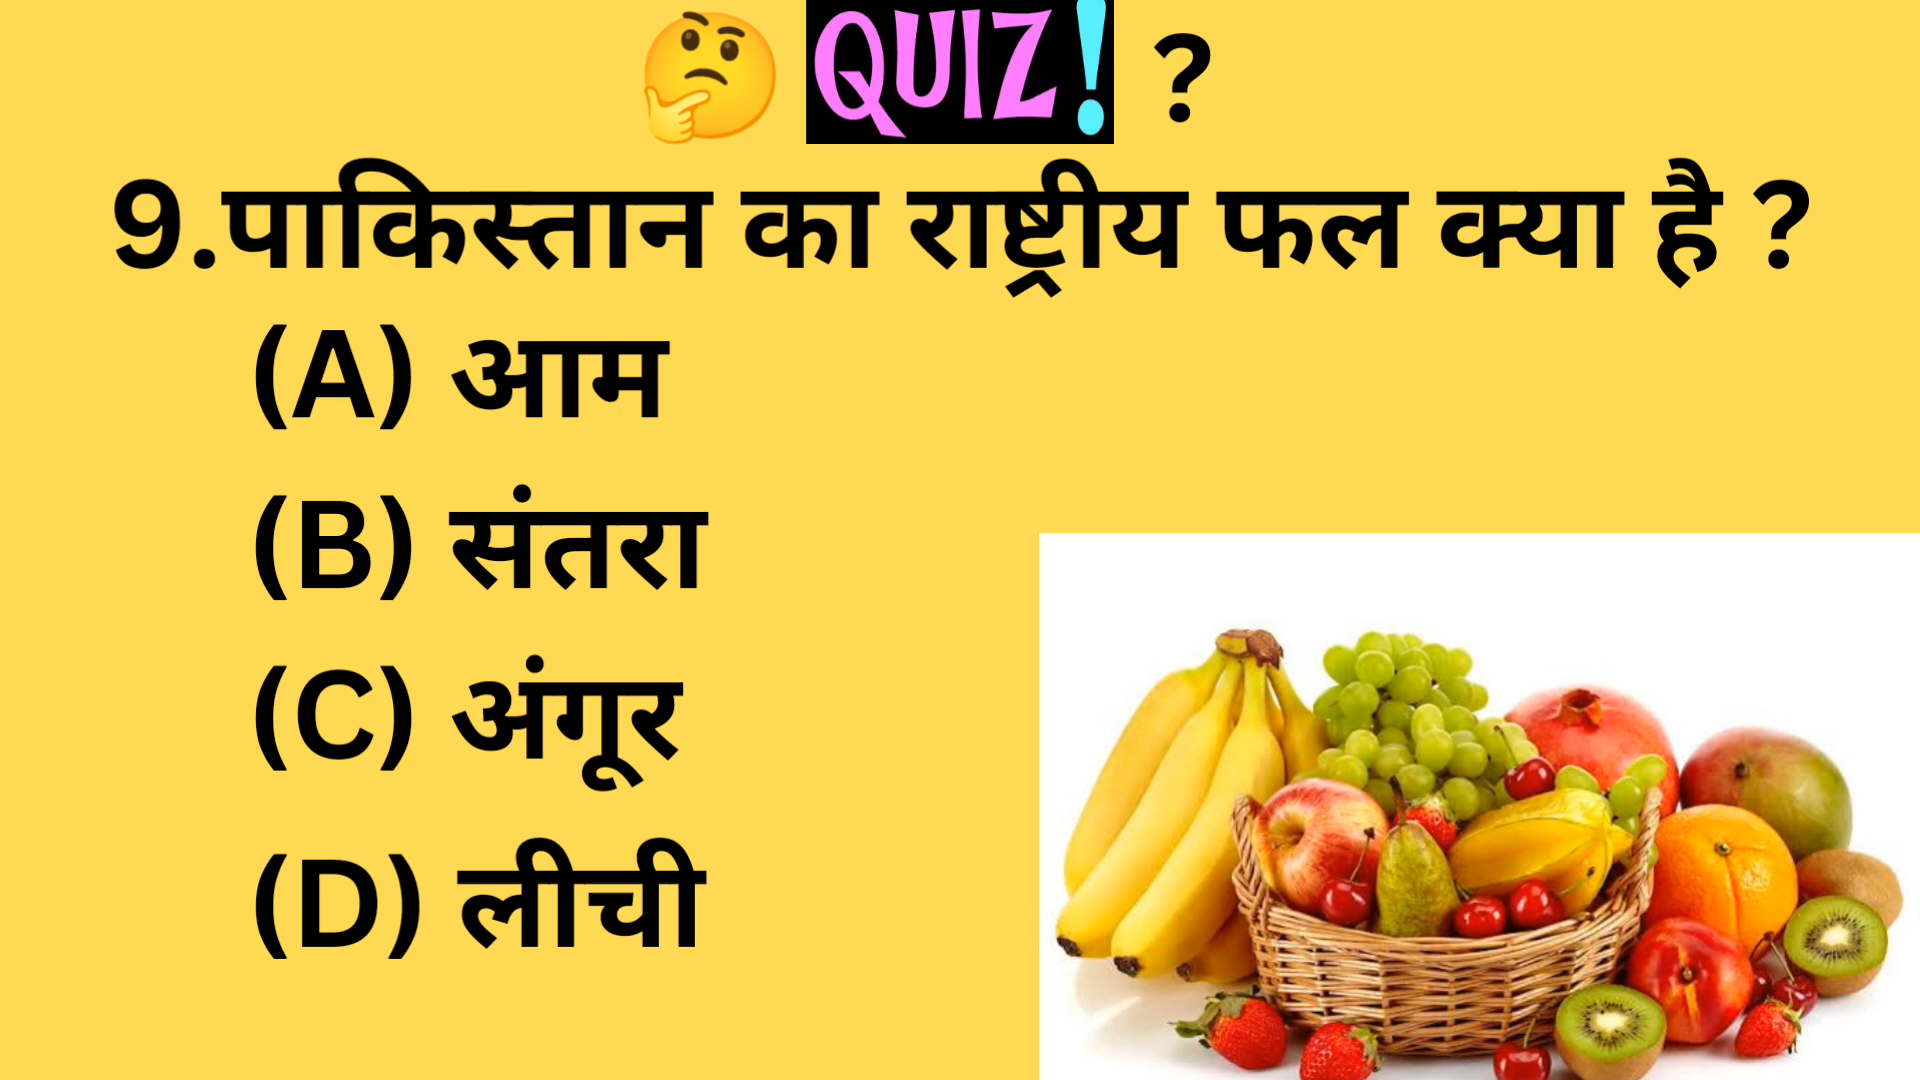 QUIZ! ?
9.पाकिस्तान का राष्ट्रीय फल क्या है ?
(A) आम
(B) संतरा
(C) अंगूर
(D) लीची